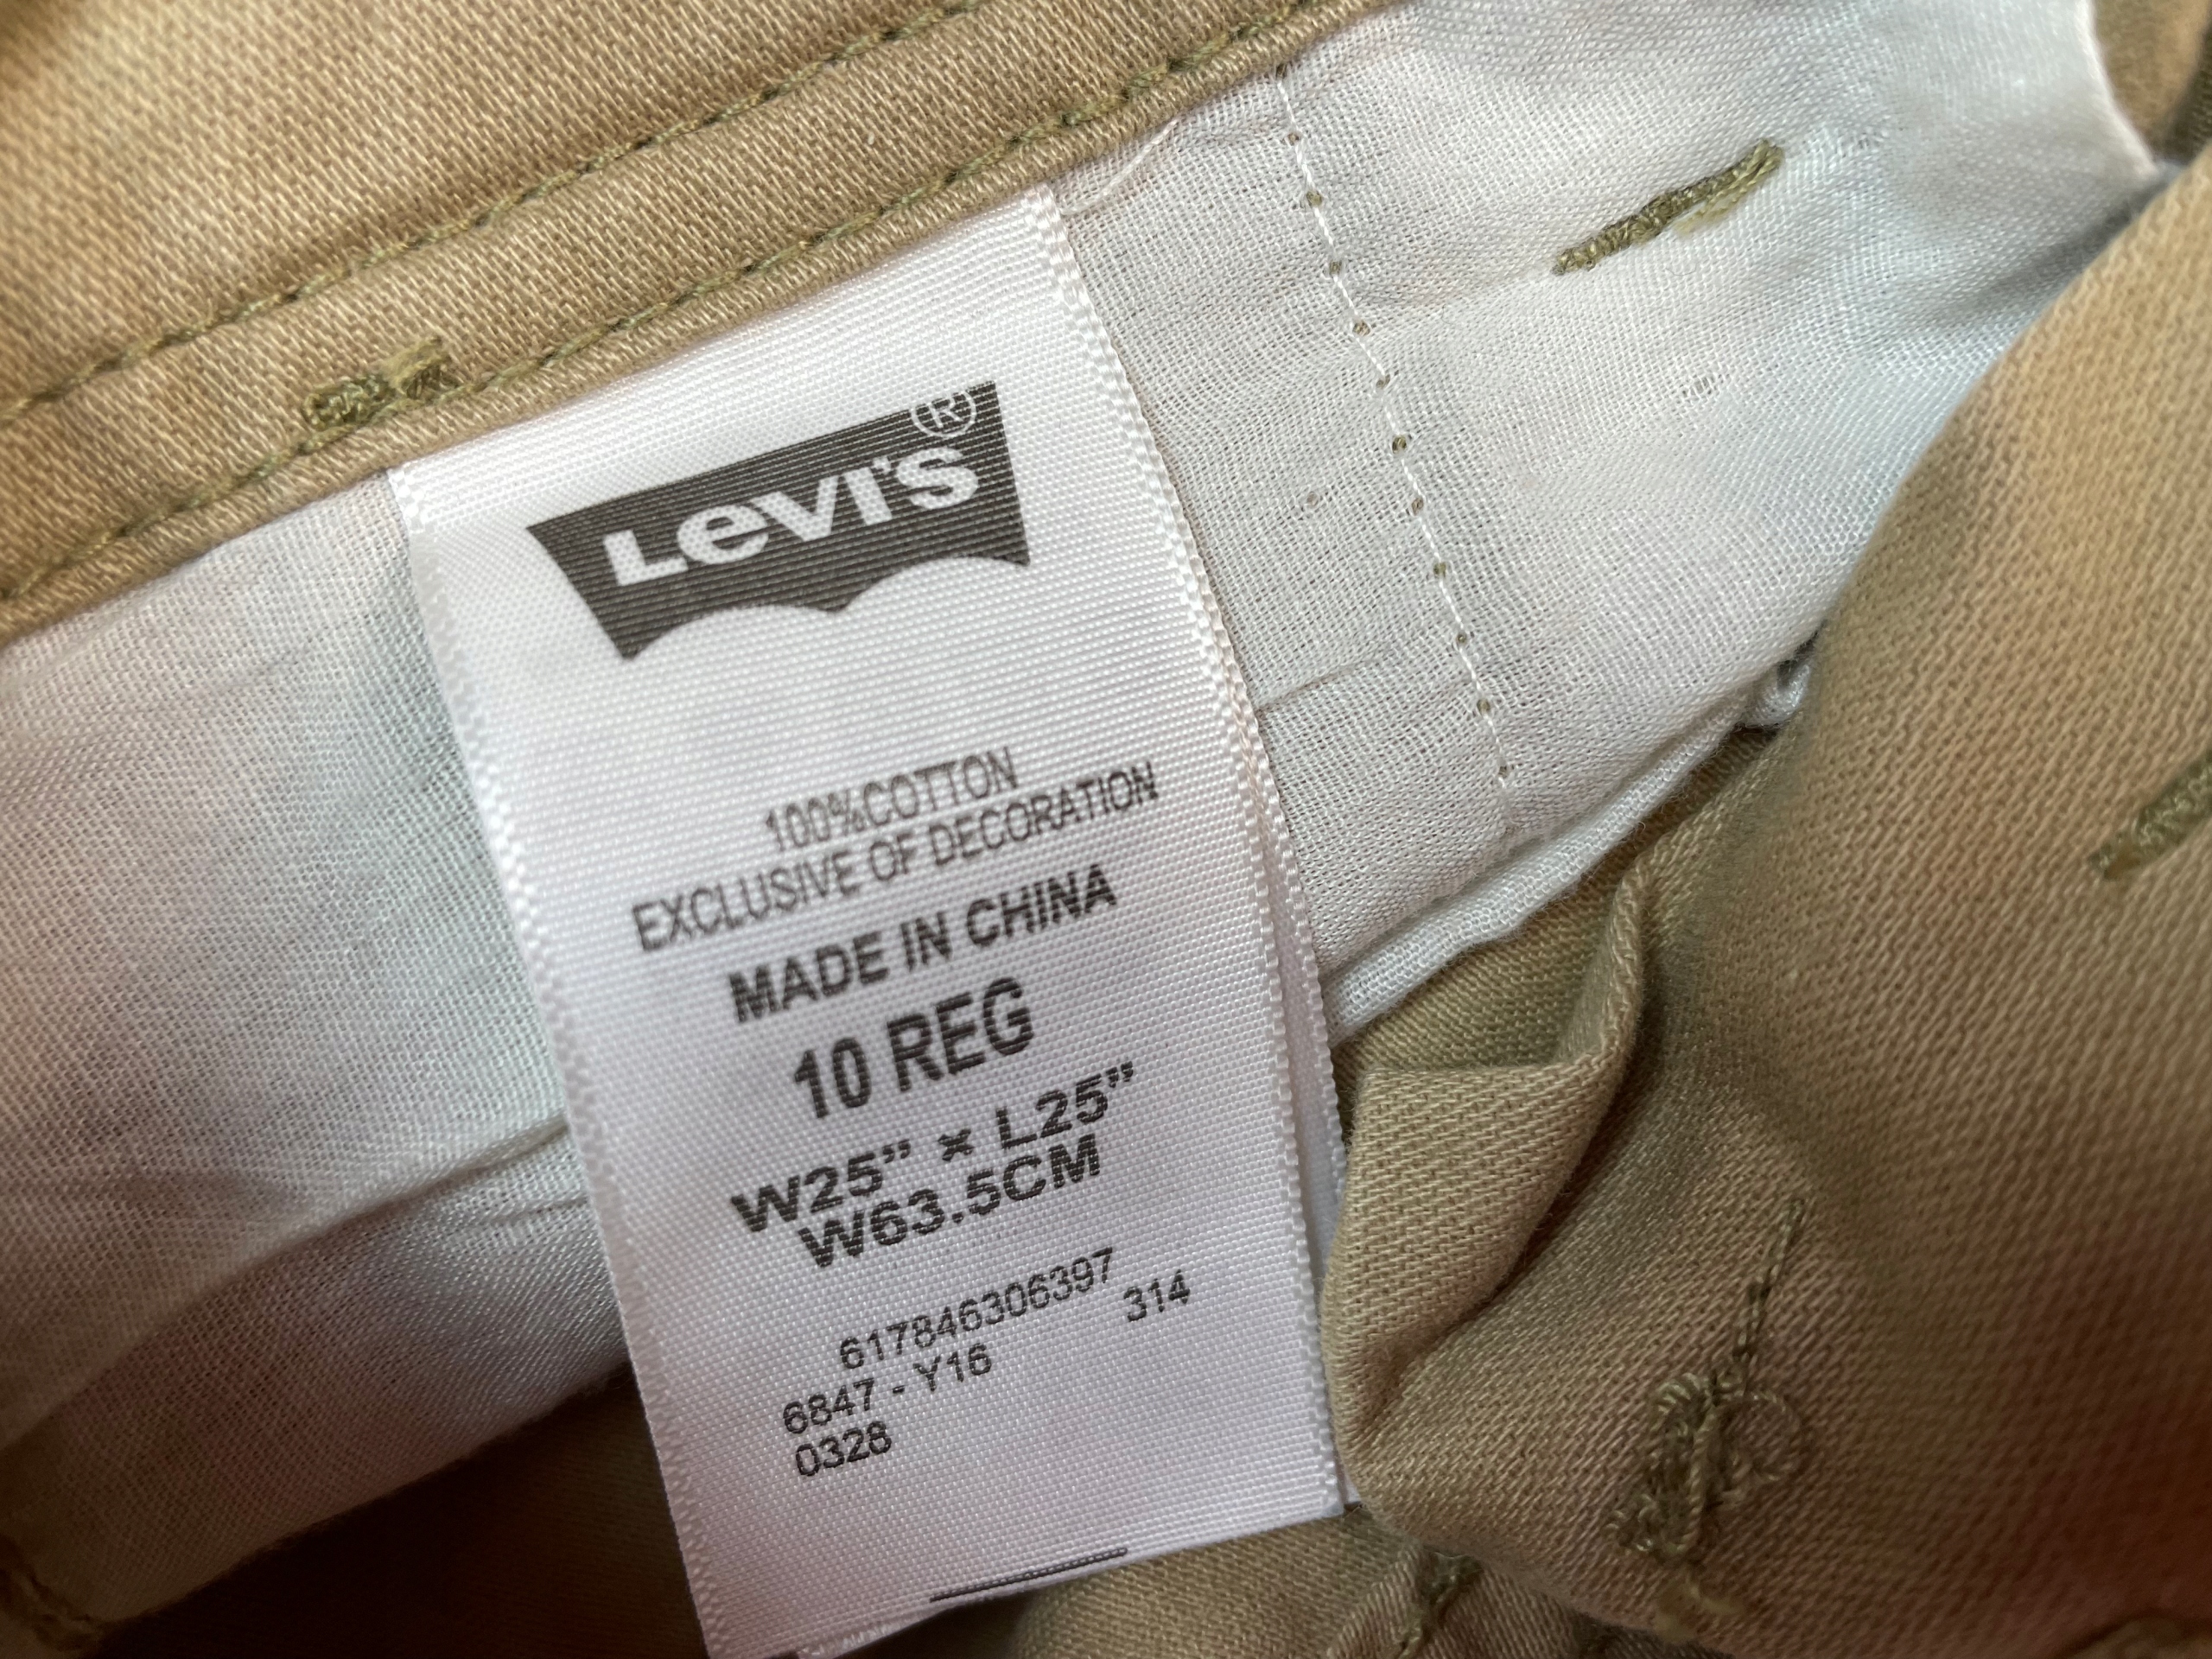 Levi's®
100%COTTON
EXCLUSIVE OF DECORATION
MADE IN CHINA
10 REG
W25” × L25”
W63.5CM
617846306397
6847 - Y16 314
0328